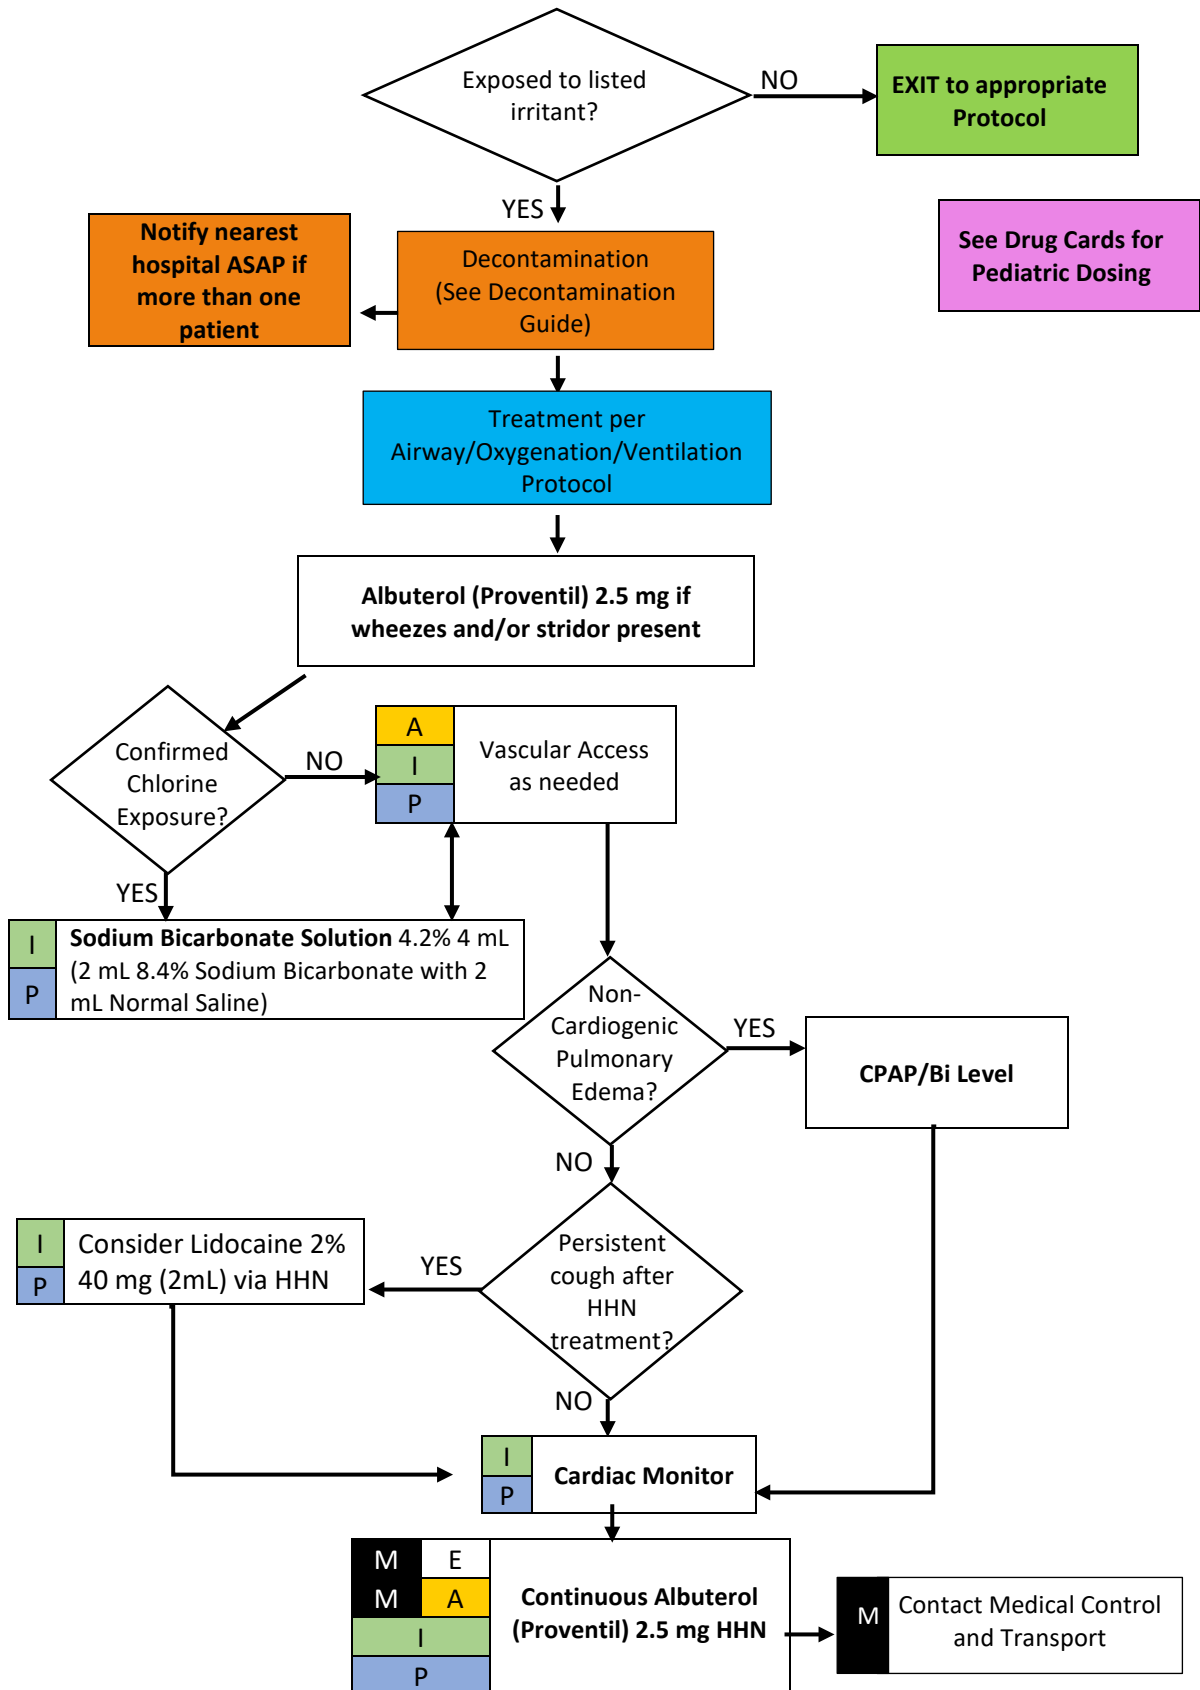 Exposed to listed
irritant?
NO
EXIT to appropriate
Protocol
YES
Notify nearest
hospital ASAP if
more than one
patient
Decontamination
(See Decontamination
Guide)
See Drug Cards for
Pediatric Dosing
Treatment per
Airway/Oxygenation/Ventilation
Protocol
Albuterol (Proventil) 2.5 mg if
wheezes and/or stridor present
Confirmed
Chlorine
Exposure?
NO
A
I
P
Vascular Access
as needed
YES
I
P
Sodium Bicarbonate Solution 4.2% 4 mL
(2 mL 8.4% Sodium Bicarbonate with 2
mL Normal Saline)
Non-
Cardiogenic
Pulmonary
Edema?
YES
CPAP/Bi Level
NO
Persistent
cough after
HHN
treatment?
YES
I
P
Consider Lidocaine 2%
40 mg (2mL) via HHN
NO
I
P
Cardiac Monitor
M E
M A
I
P
Continuous Albuterol
(Proventil) 2.5 mg HHN
M
Contact Medical Control
and Transport